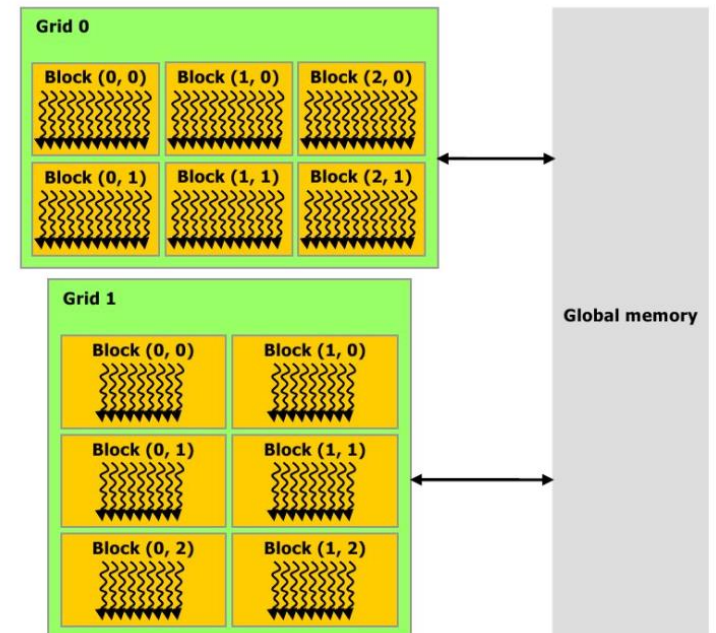 Grid 0
Block (0, 0) Block (1, 0) Block (2, 0)
Block (0, 1) Block (1, 1) Block (2, 1)
Grid 1
Block (0, 0) Block (1, 0)
Block (0, 1) Block (1, 1)
Block (0, 2) Block (1, 2)
Global memory